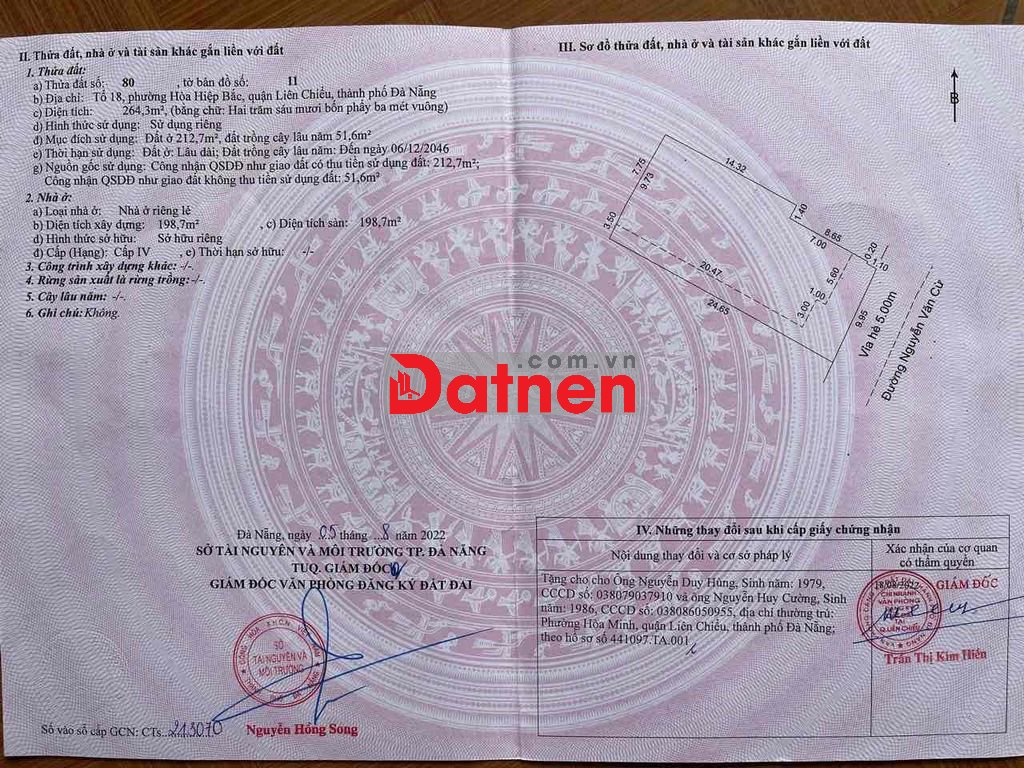 II. Thửa đất, nhà ở và tài sản khác gắn liền với đất
1. Thửa đất:
a) Thửa đất số: 80 , tờ bản đồ số: 11
b) Địa chỉ: Tổ 18, phường Hòa Hiệp Bắc, quận Liên Chiểu, thành phố Đà Nẵng
c) Diện tích: 264,3m², (bằng chữ: Hai trăm sáu mươi bốn phẩy ba mét vuông)
d) Hình thức sử dụng: Sử dụng riêng
đ) Mục đích sử dụng: Đất ở 212,7m², đất trồng cây lâu năm 51,6m²
e) Thời hạn sử dụng: Đất ở: Lâu dài; Đất trồng cây lâu năm: Đến ngày 06/12/2046
g) Nguồn gốc sử dụng: Công nhận QSDĐ như giao đất có thu tiền sử dụng đất: 212,7m²;
Công nhận QSDĐ như giao đất không thu tiền sử dụng đất: 51,6m²
2. Nhà ở:
a) Loại nhà ở: Nhà ở riêng lẻ
b) Diện tích xây dựng: 198,7m² , c) Diện tích sàn: 198,7m²
d) Hình thức sở hữu: Sở hữu riêng
đ) Cấp (Hạng): Cấp IV , e) Thời hạn sở hữu: -/-
3. Công trình xây dựng khác: -/-.
4. Rừng sản xuất là rừng trồng: -/-.
5. Cây lâu năm: -/-.
6. Ghi chú: Không.
III. Sơ đồ thửa đất, nhà ở và tài sản khác gắn liền với đất
B
7.75
9.73
14.32
3.50
1.40
8.65
7.00
0.20
1.10
20.47
5.60
1.00
3.00
24.65
9.95
Vỉa hè 5.00m
Đường Nguyễn Văn Cừ
.com.vn
Datnen
Đà Nẵng, ngày 05 tháng 8 năm 2022
SỞ TÀI NGUYÊN VÀ MÔI TRƯỜNG TP. ĐÀ NẴNG
TUQ. GIÁM ĐỐC
GIÁM ĐỐC VĂN PHÒNG ĐĂNG KÝ ĐẤT ĐAI
SỞ
TÀI NGUYÊN VÀ
MÔI TRƯỜNG
Nguyễn Hồng Song
Số vào sổ cấp GCN: CTs..213070
IV. Những thay đổi sau khi cấp giấy chứng nhận
Nội dung thay đổi và cơ sở pháp lý
Xác nhận của cơ quan
có thẩm quyền
Tặng cho cho Ông Nguyễn Duy Hùng, Sinh năm: 1979,
CCCD số: 038079037910 và ông Nguyễn Huy Cường, Sinh
năm: 1986, CCCD số: 038086050955, địa chỉ thường trú:
Phường Hòa Minh, quận Liên Chiểu, thành phố Đà Nẵng;
theo hồ sơ số 441097.TA.001
GIÁM ĐỐC
CHI NHÁNH
VĂN PHÒNG
TẠI
Q.LIÊN CHIỂU
Trần Thị Kim Hiền